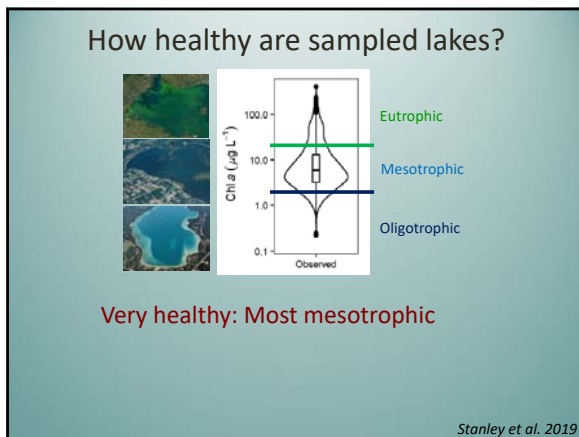 How healthy are sampled lakes?
100.0
10.0
1.0
0.1
Chl a (μg L⁻¹)
Observed
Eutrophic
Mesotrophic
Oligotrophic
Very healthy: Most mesotrophic
Stanley et al. 2019